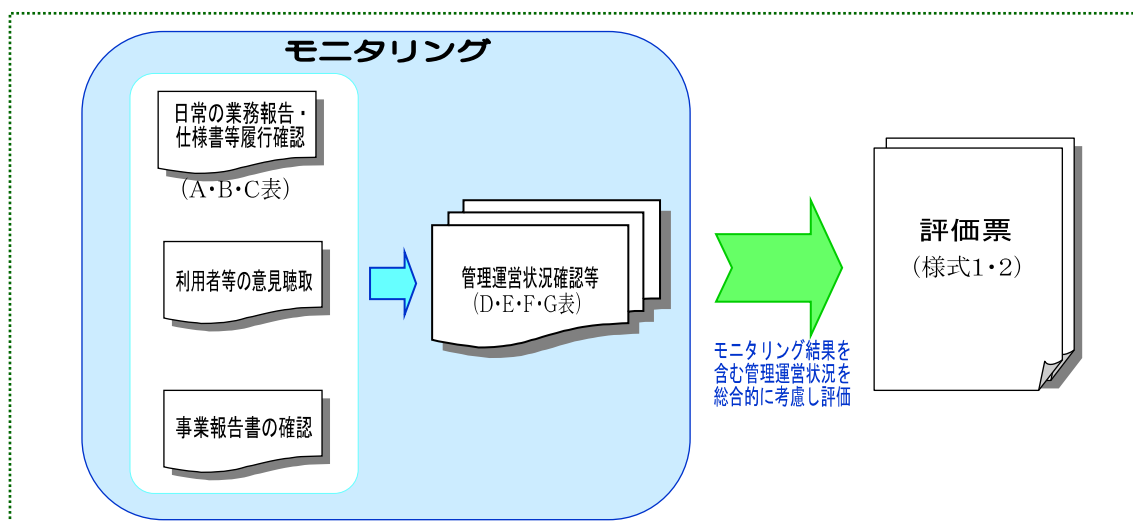 モニタリング
日常の業務報告・
仕様書等履行確認
（A・B・C表）
利用者等の意見聴取
事業報告書の確認
管理運営状況確認等
（D・E・F・G表）
モニタリング結果を
含む管理運営状況を
総合的に考慮し評価
評価票
（様式1・2）